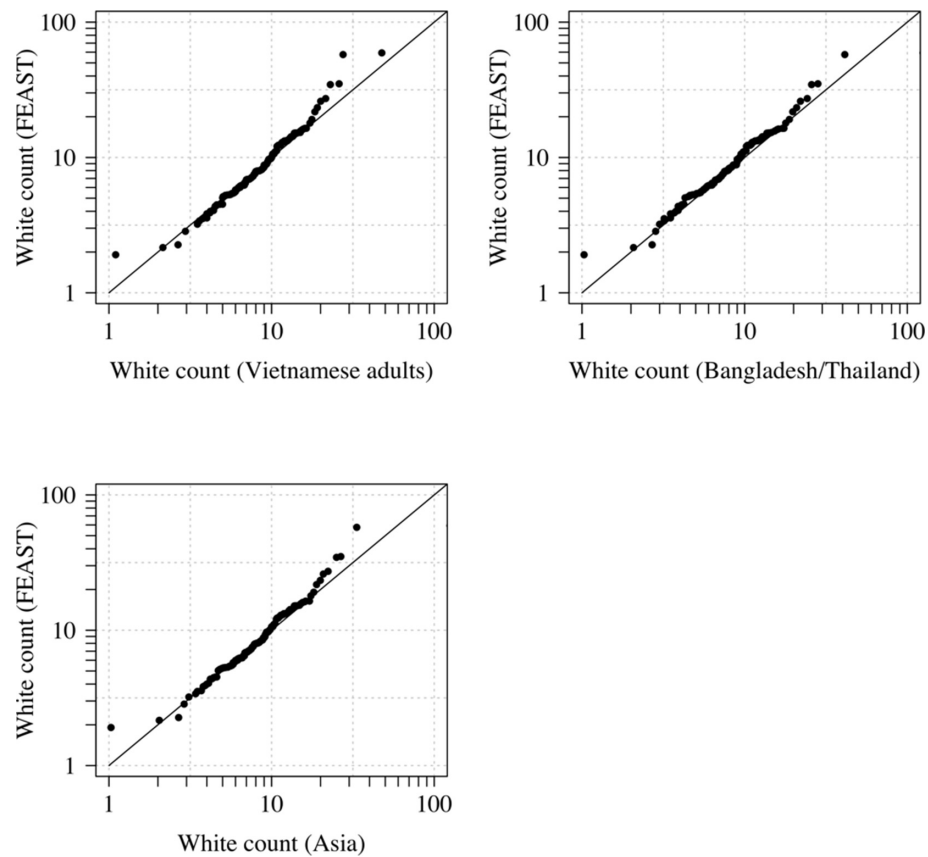 100
10
1
White count (FEAST)
1 10 100
White count (Vietnamese adults)
100
10
1
White count (FEAST)
1 10 100
White count (Bangladesh/Thailand)
100
10
1
White count (FEAST)
1 10 100
White count (Asia)